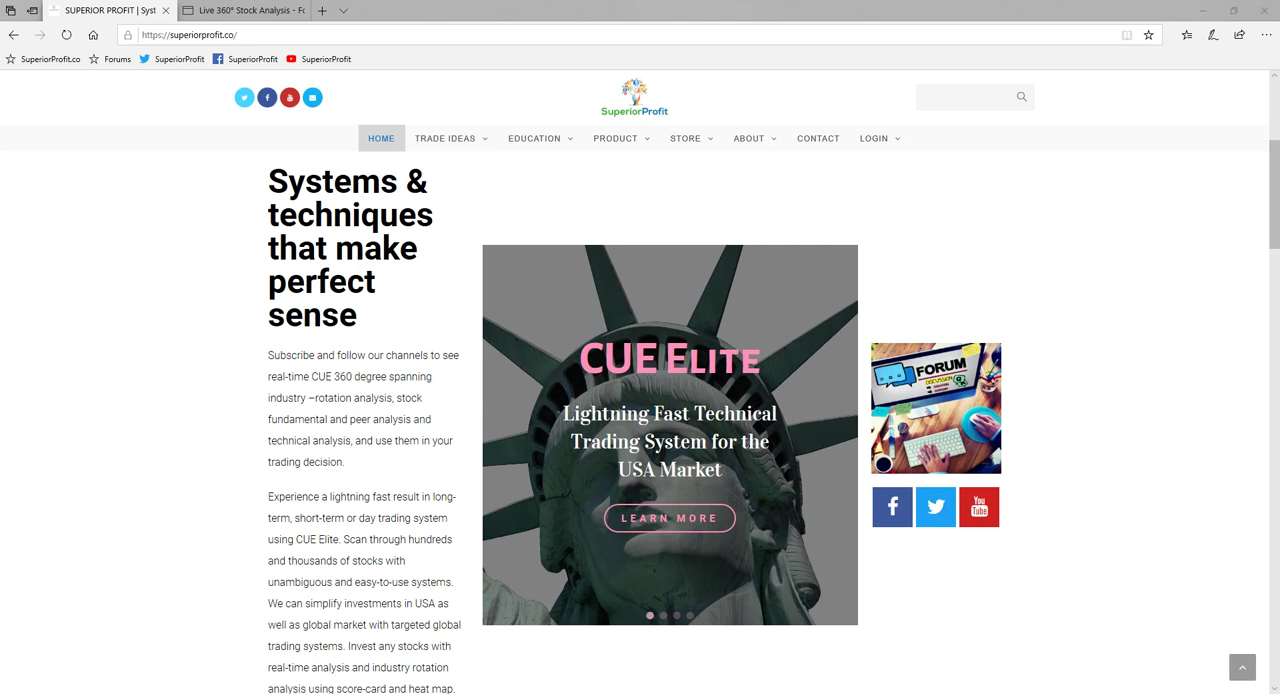 SUPERIOR PROFIT | Syst
Live 360° Stock Analysis - Fo
https://superiorprofit.co/
SuperiorProfit.co
Forums
SuperiorProfit
SuperiorProfit
SuperiorProfit
SuperiorProfit
HOME
TRADE IDEAS
EDUCATION
PRODUCT
STORE
ABOUT
CONTACT
LOGIN
Systems &
techniques
that make
perfect
sense
Subscribe and follow our channels to see
real-time CUE 360 degree spanning
industry –rotation analysis, stock
fundamental and peer analysis and
technical analysis, and use them in your
trading decision.
Experience a lightning fast result in long-
term, short-term or day trading system
using CUE Elite. Scan through hundreds
and thousands of stocks with
unambiguous and easy-to-use systems.
We can simplify investments in USA as
well as global market with targeted global
trading systems. Invest any stocks with
real-time analysis and industry rotation
analysis using score-card and heat map.
CUE ELITE
Lightning Fast Technical
Trading System for the
USA Market
LEARN MORE
FORUM
You
Tube